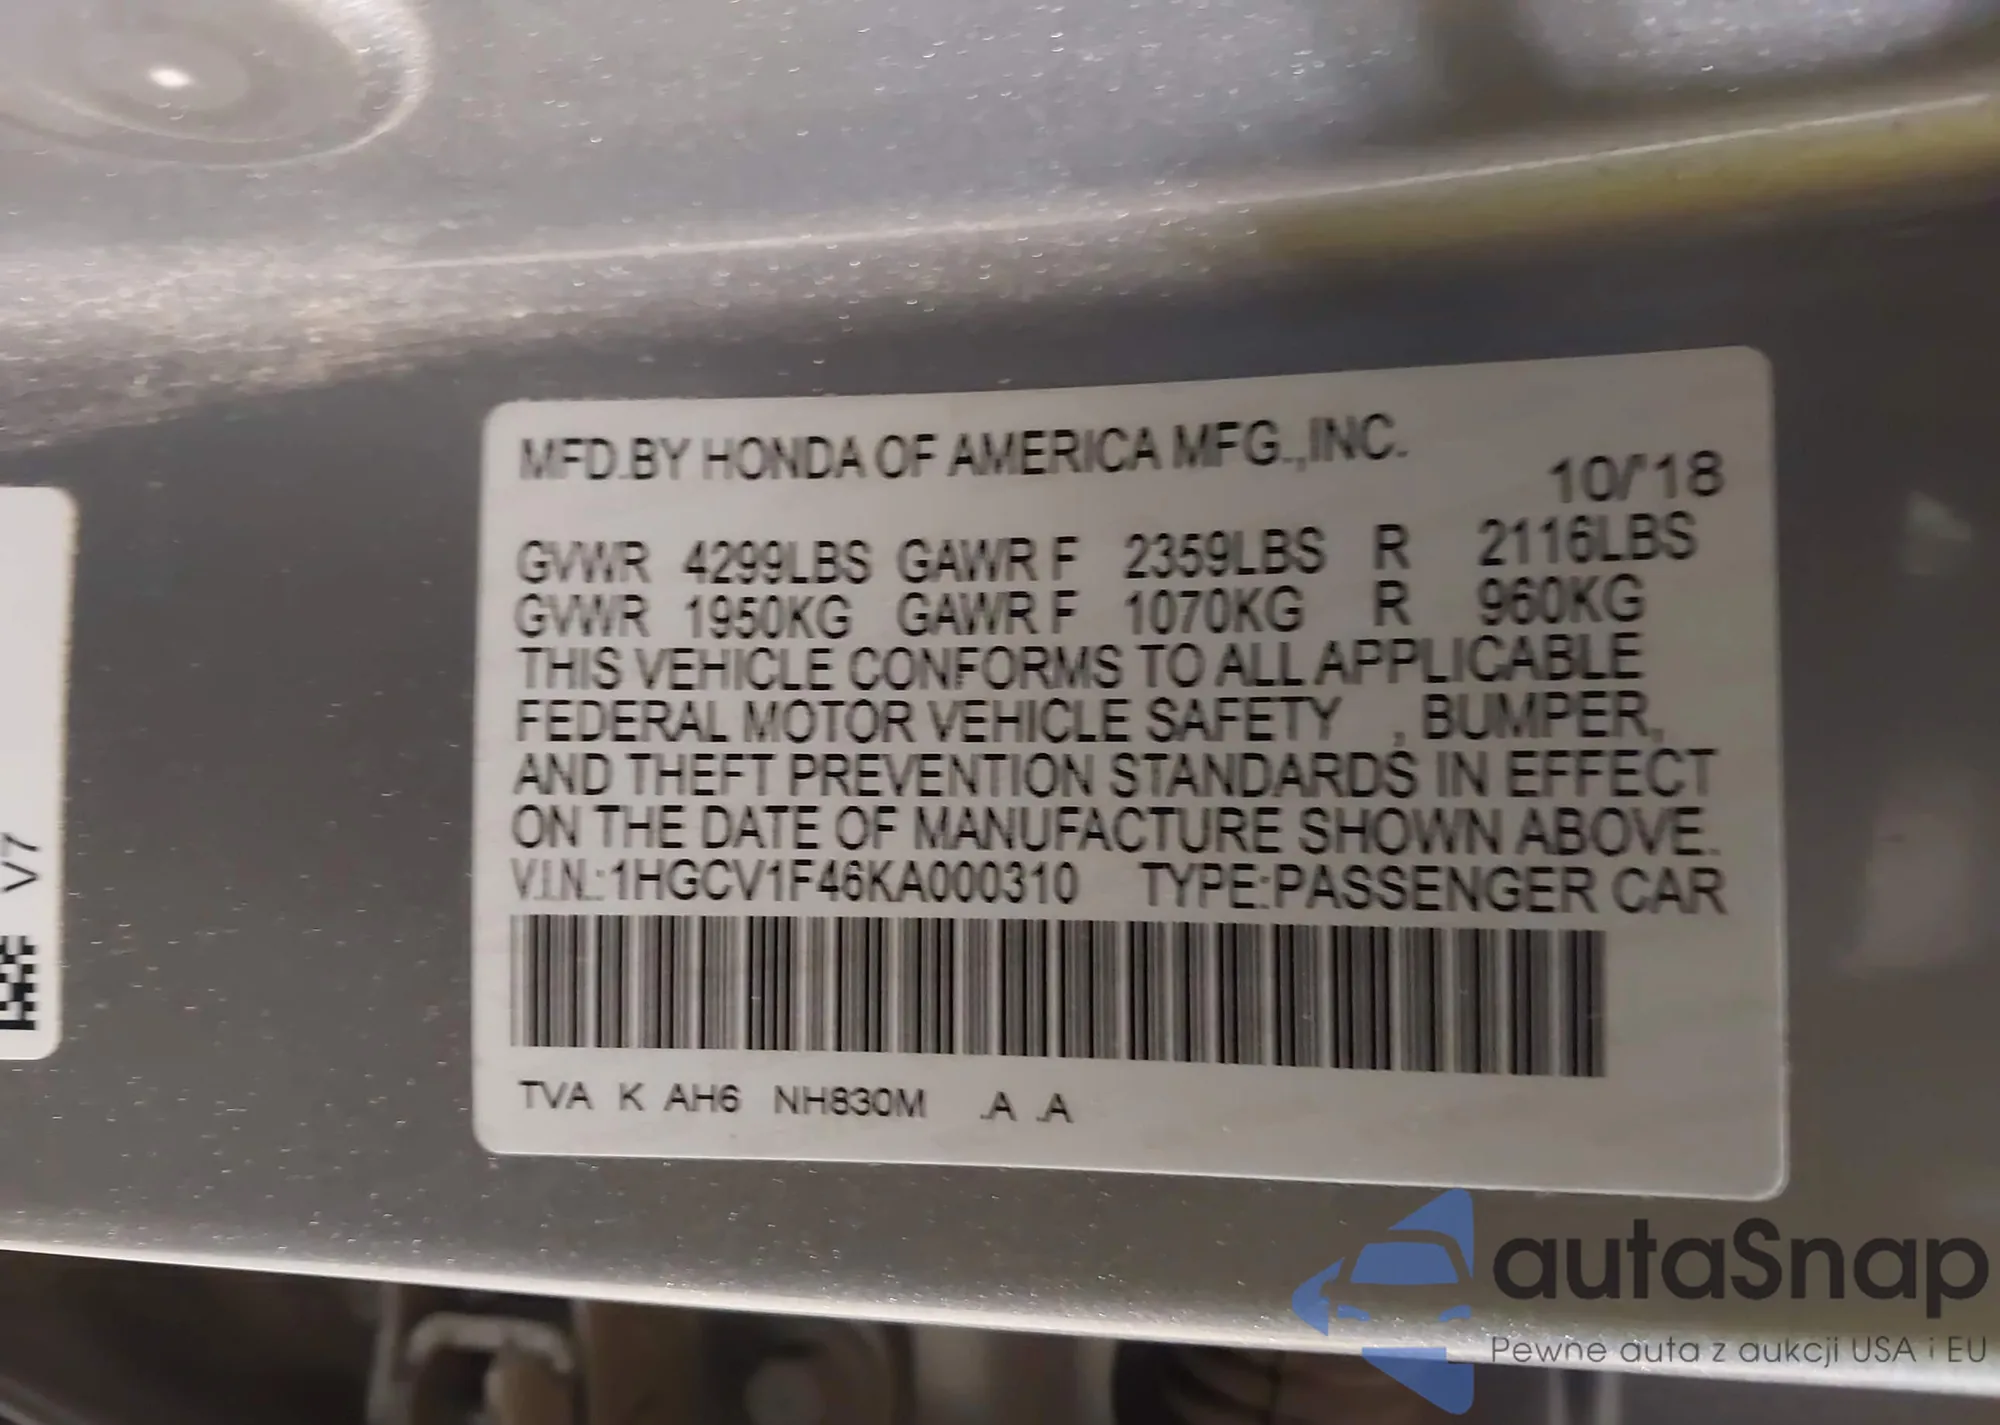 MFD.BY HONDA OF AMERICA MFG.,INC.
10/'18
GVWR 4299LBS GAWR F 2359LBS R 2116LBS
GVWR 1950KG GAWR F 1070KG R 960KG
THIS VEHICLE CONFORMS TO ALL APPLICABLE
FEDERAL MOTOR VEHICLE SAFETY , BUMPER,
AND THEFT PREVENTION STANDARDS IN EFFECT
ON THE DATE OF MANUFACTURE SHOWN ABOVE.
V.I.N.:1HGCV1F46KA000310 TYPE:PASSENGER CAR
TVA K AH6 NH830M .A .A
V7
autaSnap
Pewne auta z aukcji USA i EU